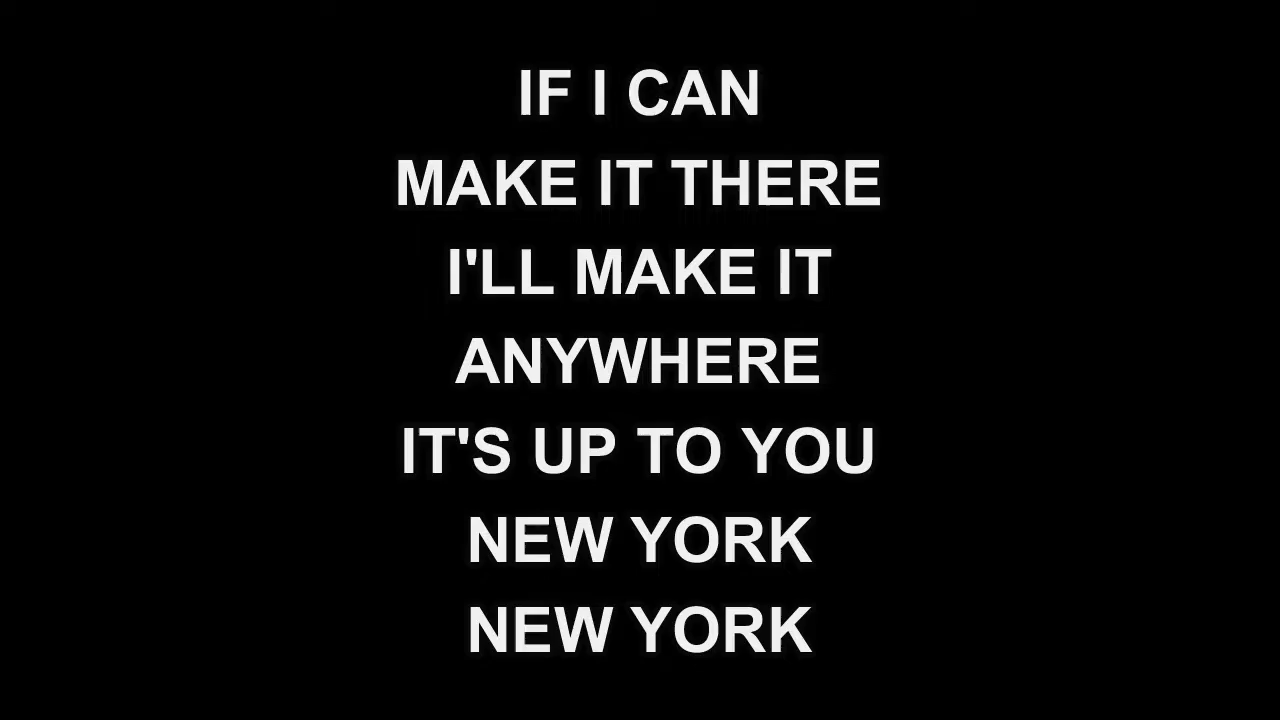 IF I CAN
MAKE IT THERE
I'LL MAKE IT
ANYWHERE
IT'S UP TO YOU
NEW YORK
NEW YORK